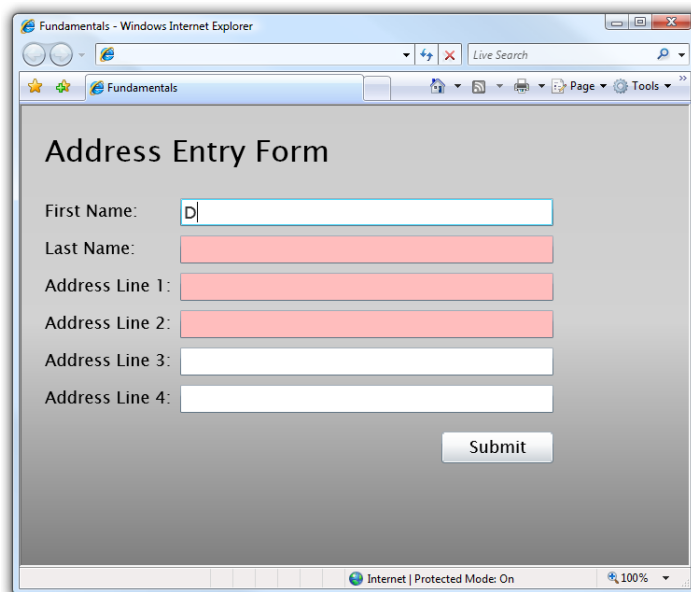 Fundamentals - Windows Internet Explorer
Live Search
Fundamentals
Page
Tools
Address Entry Form
First Name: D
Last Name:
Address Line 1:
Address Line 2:
Address Line 3:
Address Line 4:
Submit
Internet | Protected Mode: On
100%